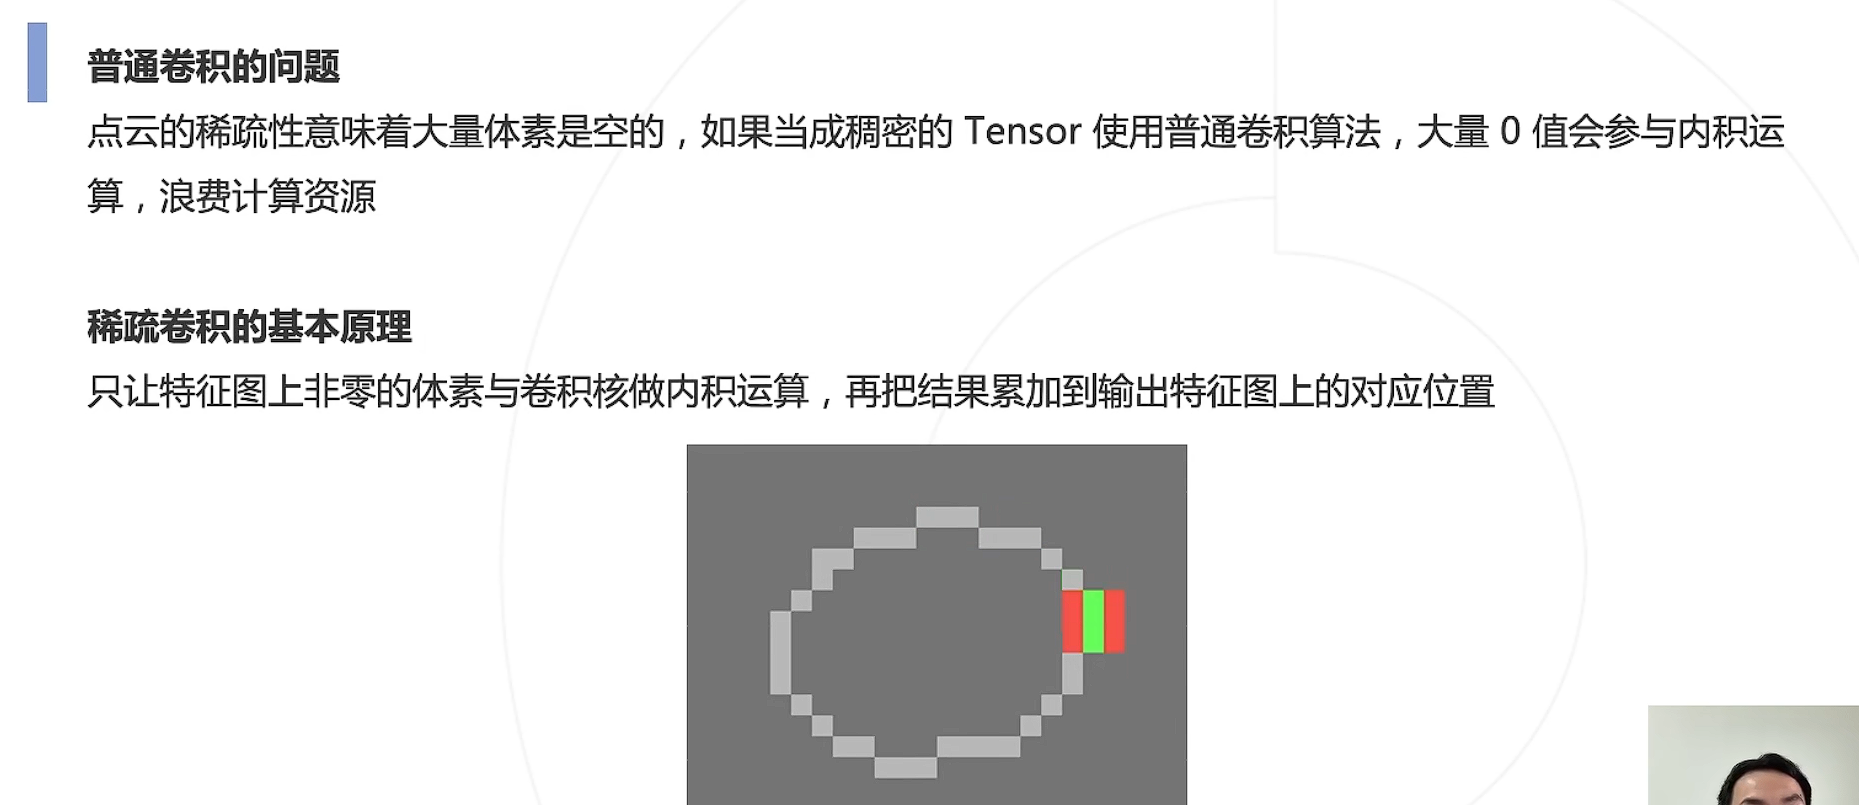 普通卷积的问题
点云的稀疏性意味着大量体素是空的，如果当成稠密的 Tensor 使用普通卷积算法，大量 0 值会参与内积运
算，浪费计算资源
稀疏卷积的基本原理
只让特征图上非零的体素与卷积核做内积运算，再把结果累加到输出特征图上的对应位置